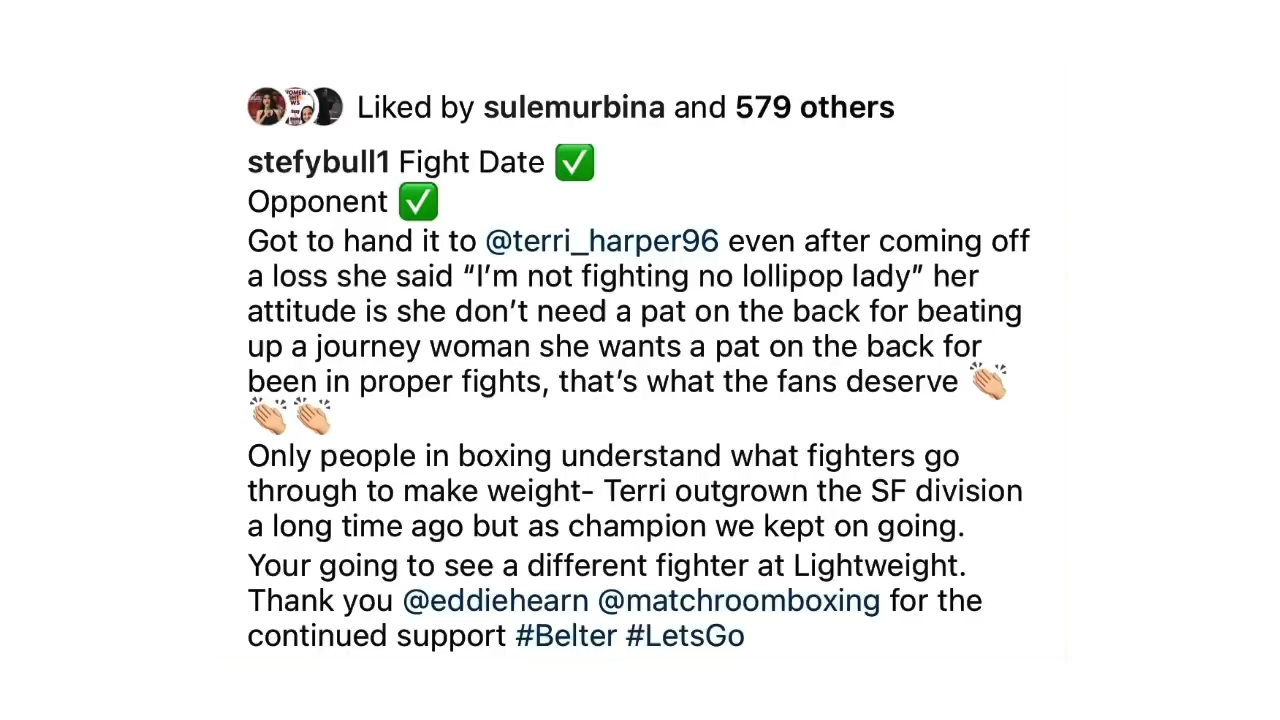 Liked by sulemurbina and 579 others
stefybull1 Fight Date ✅
Opponent ✅
Got to hand it to @terri_harper96 even after coming off
a loss she said “I’m not fighting no lollipop lady” her
attitude is she don’t need a pat on the back for beating
up a journey woman she wants a pat on the back for
been in proper fights, that’s what the fans deserve 👏🏼
👏🏼👏🏼
Only people in boxing understand what fighters go
through to make weight- Terri outgrown the SF division
a long time ago but as champion we kept on going.
Your going to see a different fighter at Lightweight.
Thank you @eddiehearn @matchroomboxing for the
continued support #Belter #LetsGo